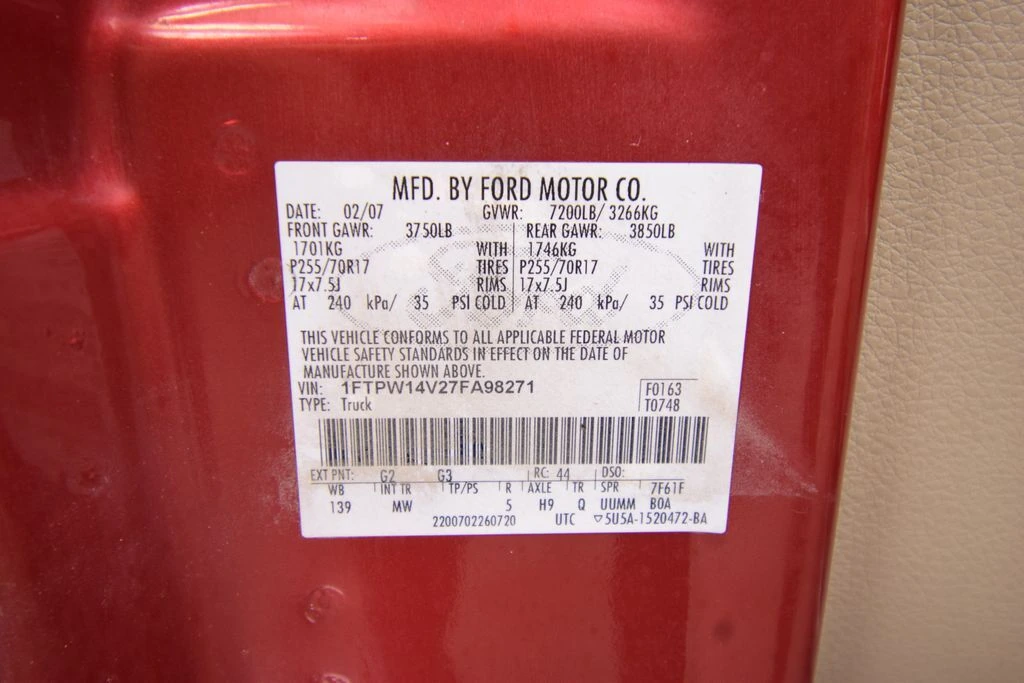 MFD. BY FORD MOTOR CO.
DATE: 02/07 GVWR: 7200LB/ 3266KG
FRONT GAWR: 3750LB REAR GAWR: 3850LB
1701KG WITH 1746KG WITH
P255/70R17 TIRES P255/70R17 TIRES
17x7.5J RIMS 17x7.5J RIMS
AT 240 kPa/ 35 PSI COLD AT 240 kPa/ 35 PSI COLD
Ford
THIS VEHICLE CONFORMS TO ALL APPLICABLE FEDERAL MOTOR
VEHICLE SAFETY STANDARDS IN EFFECT ON THE DATE OF
MANUFACTURE SHOWN ABOVE.
VIN: 1FTPW14V27FA98271 F0163
TYPE: Truck T0748
EXT PNT: G2 G3 RC: 44 DSO:
WB INT TR TP/PS R AXLE TR SPR 7F61F
139 MW 5 H9 Q UUMM B0A
2200702260720 UTC ▽5U5A-1520472-BA